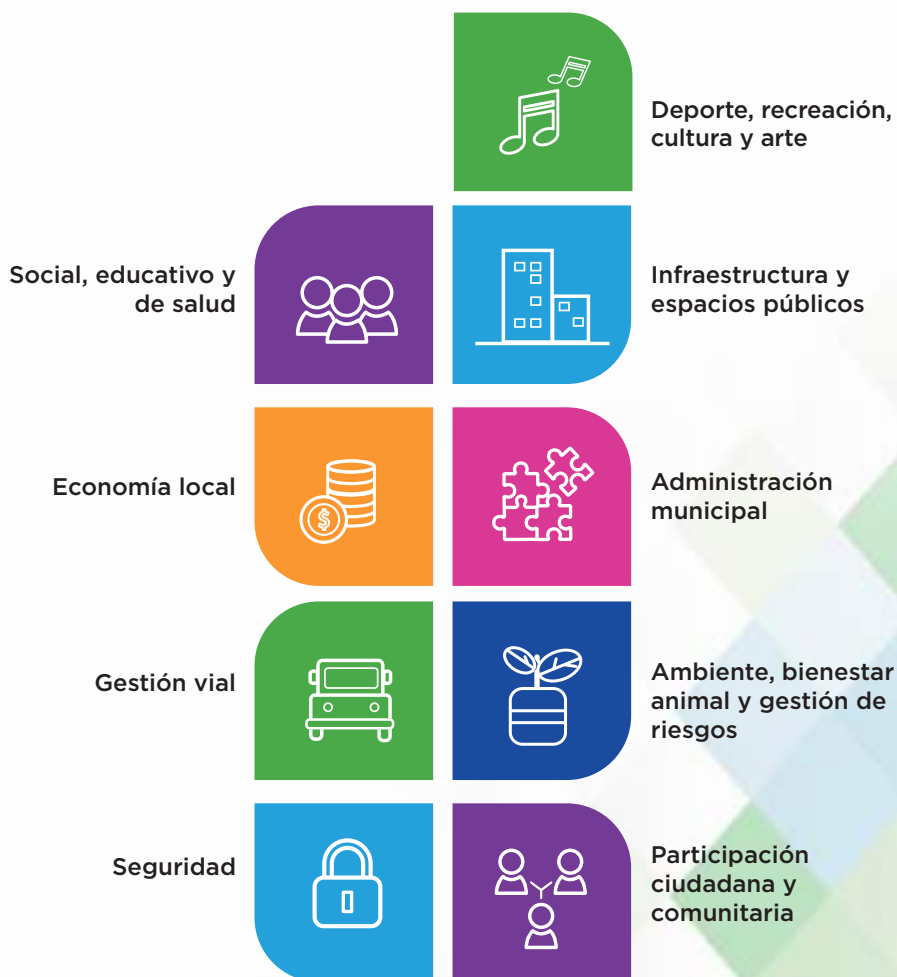 Deporte, recreación,
cultura y arte
Social, educativo y
de salud
Infraestructura y
espacios públicos
Economía local
$
Administración
municipal
Gestión vial
Ambiente, bienestar
animal y gestión de
riesgos
Seguridad
Participación
ciudadana y
comunitaria